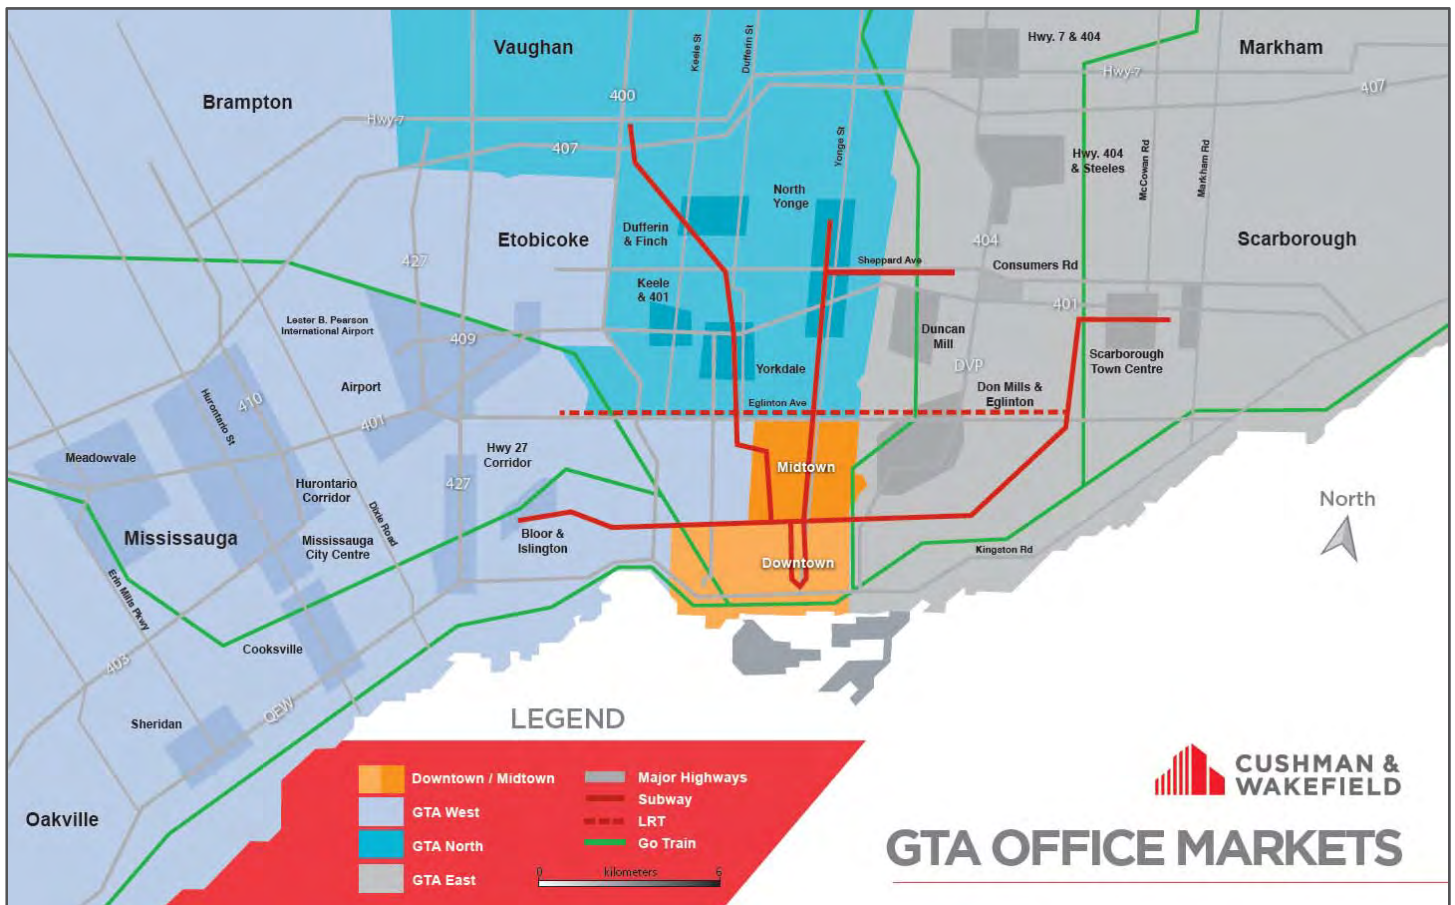 Vaughan
Keele St
Dufferin St
Hwy. 7 & 404
Markham
Hwy-7
Brampton
400
407
Hwy-7
407
Yonge St
Hwy. 404
& Steeles
McCowan Rd
Markham Rd
North
Yonge
Dufferin
& Finch
Etobicoke
404
Scarborough
427
Sheppard Ave
Consumers Rd
Keele
& 401
401
Lester B. Pearson
International Airport
409
Duncan
Mill
Scarborough
Town Centre
Yorkdale
DVP
Airport
Don Mills &
Eglinton
Hurontario St
410
Eglinton Ave
401
Meadowvale
Hwy 27
Corridor
Midtown
427
Hurontario
Corridor
North
Dixie Road
Mississauga
Mississauga
City Centre
Bloor &
Islington
Kingston Rd
Downtown
Erin Mills Pkwy
Cooksville
403
Sheridan
QEW
Oakville
LEGEND
Downtown / Midtown
GTA West
GTA North
GTA East
Major Highways
Subway
LRT
Go Train
0 kilometers 6
CUSHMAN &
WAKEFIELD
GTA OFFICE MARKETS